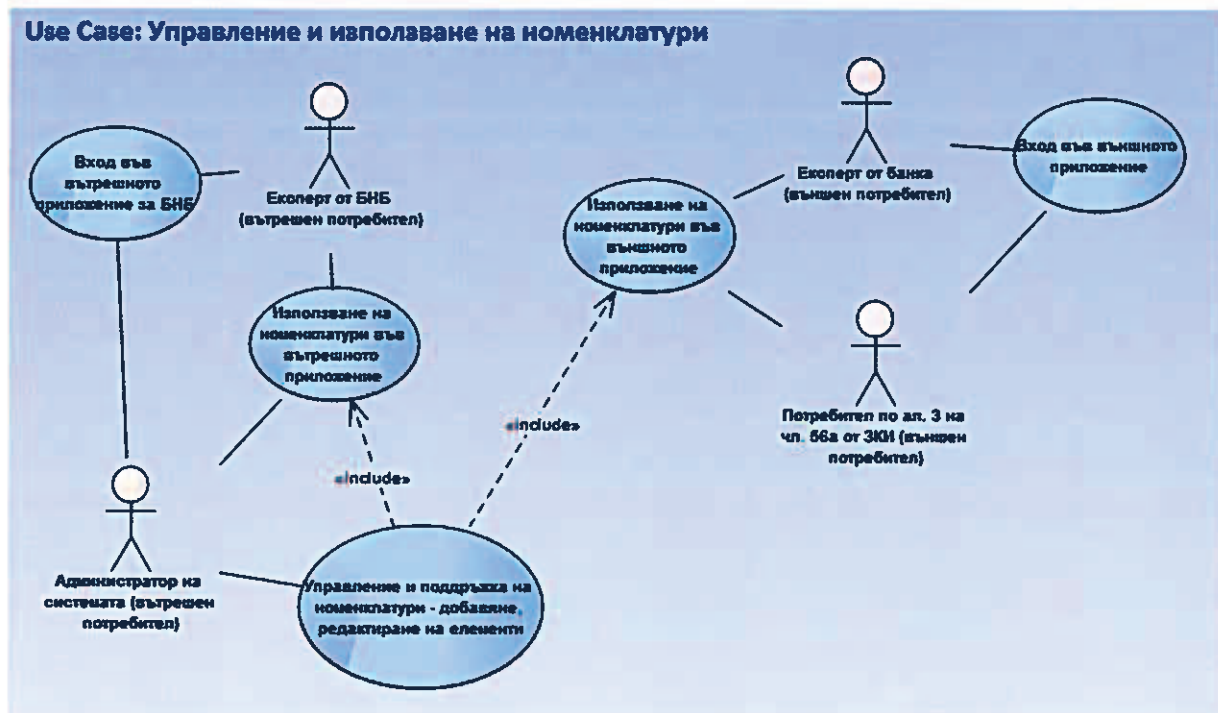 Use Case: Управление и използване на номенклатури
Вход във
вътрешното
приложение за БНБ
Експерт от БНБ
(вътрешен потребител)
Експерт от банка
(външен потребител)
Вход във външното
приложение
Използване на
номенклатури във
външното
приложение
Използване на
номенклатури във
вътрешното
приложение
Потребител по ал. 3 на
чл. 56а от ЗКИ (външен
потребител)
«include»
«include»
Администратор на
системата (вътрешен
потребител)
Управление и поддръжка на
номенклатури - добавяне,
редактиране на елементи